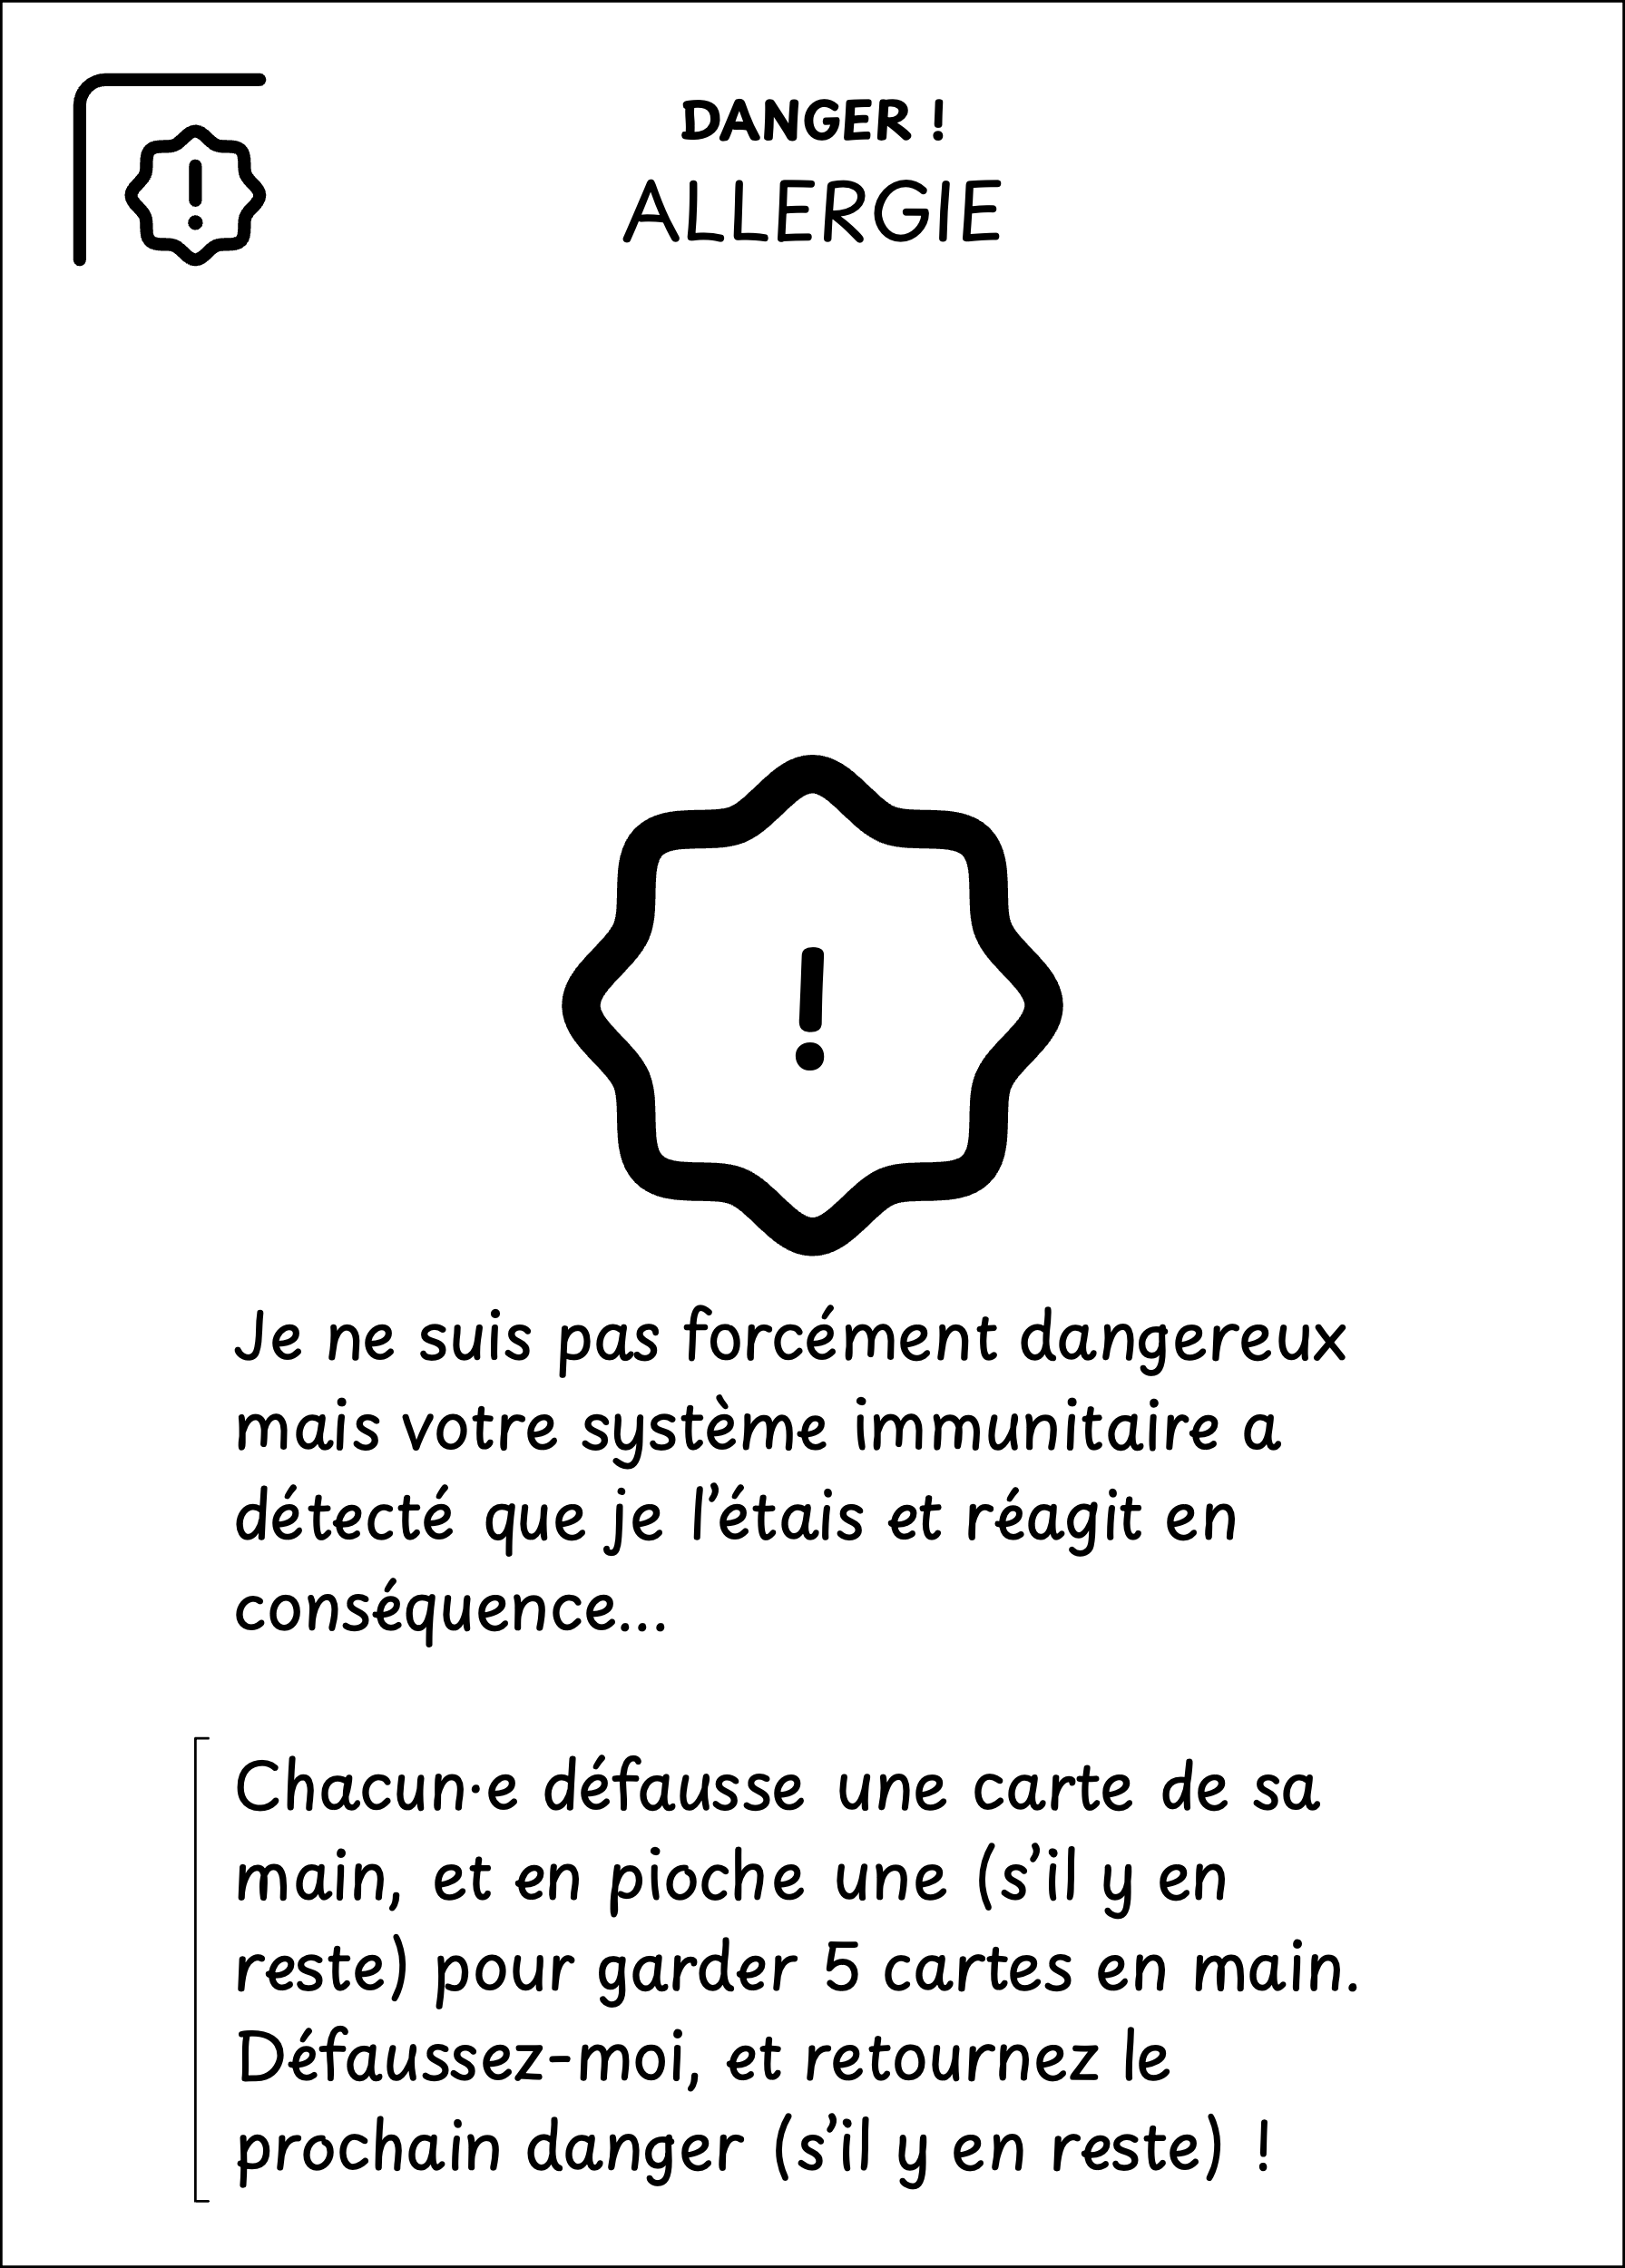 !
DANGER !
ALLERGIE
!
Je ne suis pas forcément dangereux
mais votre système immunitaire a
détecté que je l'étais et réagit en
conséquence...
Chacun·e défausse une carte de sa
main, et en pioche une (s'il y en
reste) pour garder 5 cartes en main.
Défaussez-moi, et retournez le
prochain danger (s'il y en reste) !